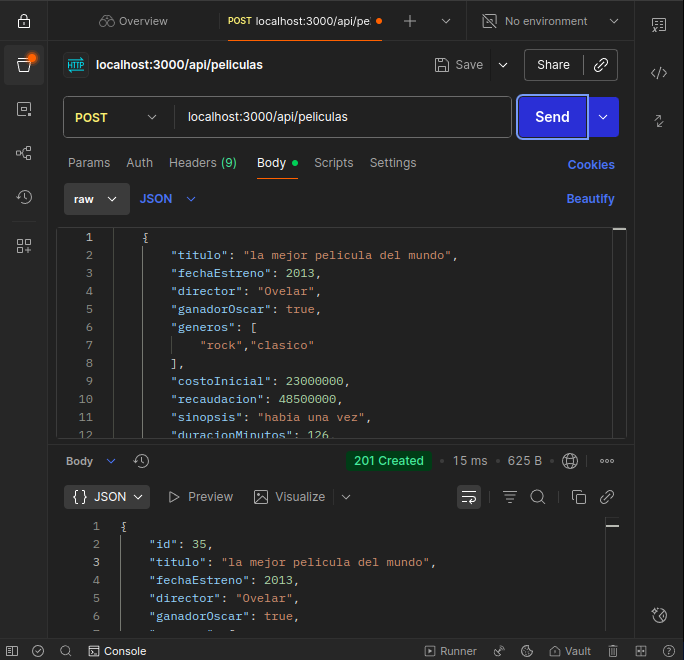 Overview
POST localhost:3000/api/pe
No environment
HTTP localhost:3000/api/peliculas
Save
Share
POST
localhost:3000/api/peliculas
Send
Params Auth Headers (9) Body Scripts Settings
Cookies
raw
JSON
Beautify
1 {
2 "titulo": "la mejor pelicula del mundo",
3 "fechaEstreno": 2013,
4 "director": "Ovelar",
5 "ganadorOscar": true,
6 "generos": [
7 "rock","clasico"
8 ],
9 "costoInicial": 23000000,
10 "recaudacion": 48500000,
11 "sinopsis": "habia una vez",
12 "duracionMinutos": 126,
Body
201 Created • 15 ms • 625 B •
{} JSON
Preview
Visualize
1 {
2 "id": 35,
3 "titulo": "la mejor pelicula del mundo",
4 "fechaEstreno": 2013,
5 "director": "Ovelar",
6 "ganadorOscar": true,
Console
Runner
Vault